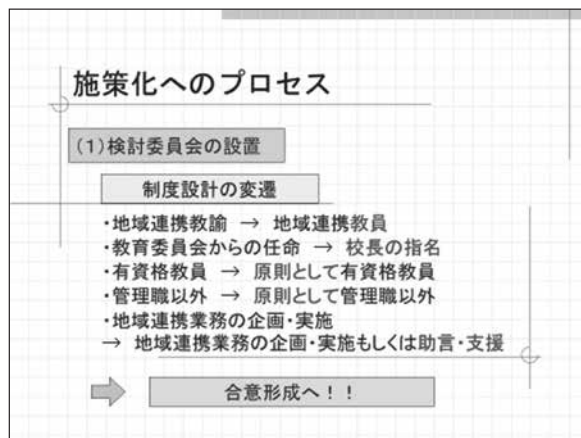 施策化へのプロセス
(1)検討委員会の設置
制度設計の変遷
・地域連携教諭 → 地域連携教員
・教育委員会からの任命 → 校長の指名
・有資格教員 → 原則として有資格教員
・管理職以外 → 原則として管理職以外
・地域連携業務の企画・実施
→ 地域連携業務の企画・実施もしくは助言・支援
合意形成へ！！